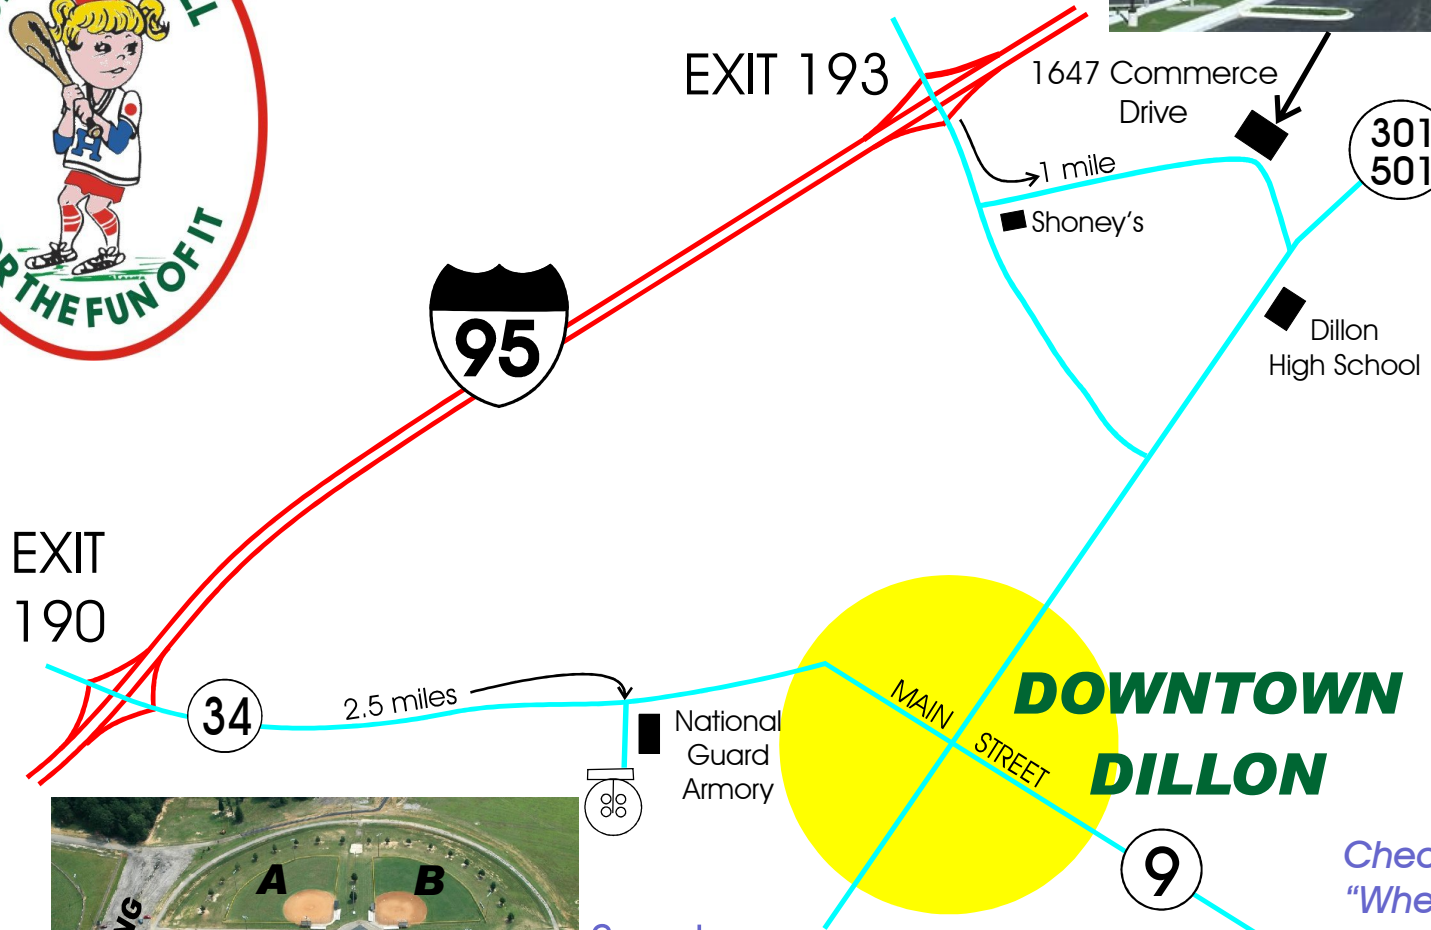 FOR THE FUN OF IT
EXIT 193
1647 Commerce
Drive
301
501
1 mile
Shoney's
Dillon
High School
95
EXIT
190
34
2.5 miles
National
Guard
Armory
MAIN
STREET
DOWNTOWN
DILLON
9
A
B